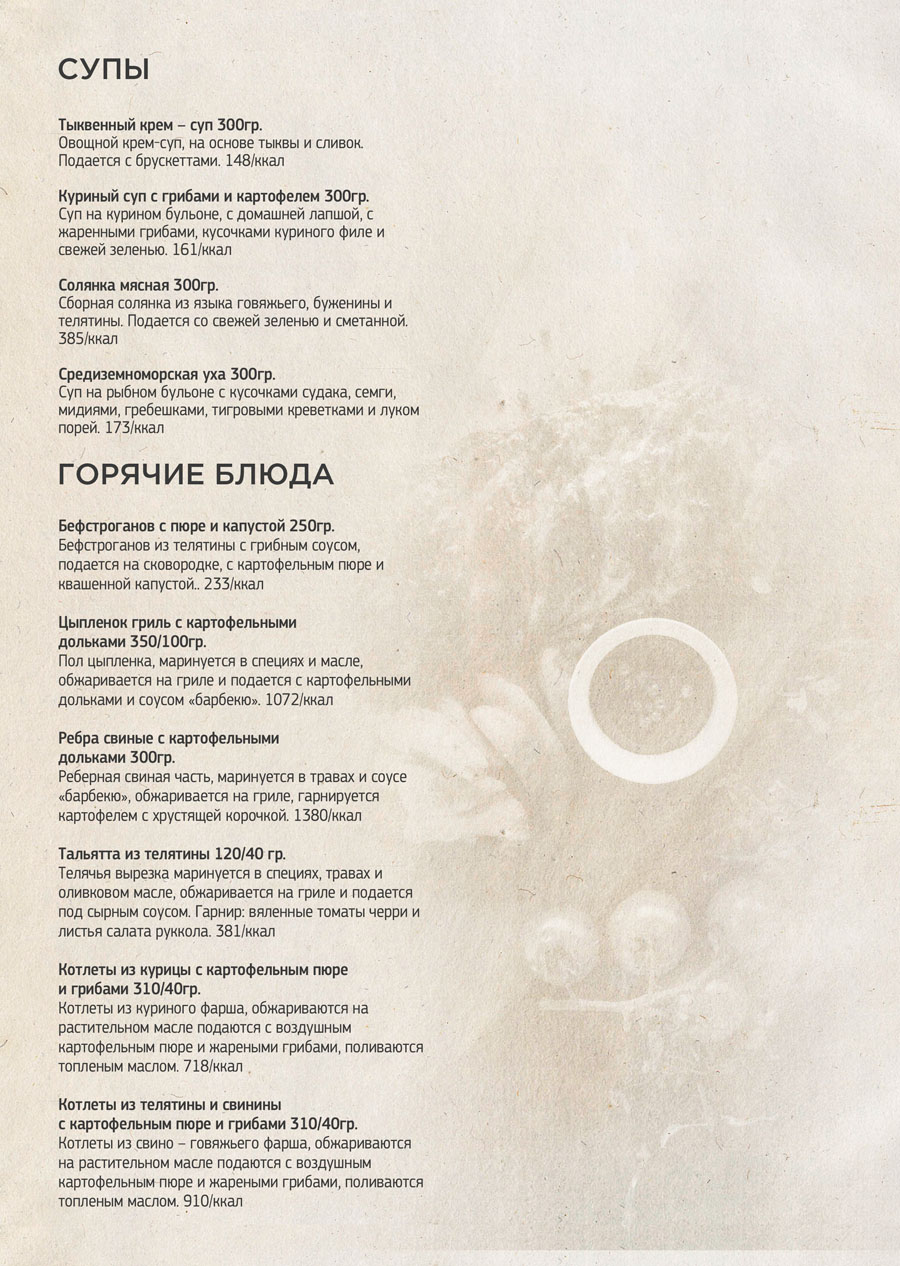 СУПЫ
Тыквенный крем – суп 300гр.
Овощной крем-суп, на основе тыквы и сливок.
Подается с брускеттами. 148/ккал
Куриный суп с грибами и картофелем 300гр.
Суп на курином бульоне, с домашней лапшой, с
жаренными грибами, кусочками куриного филе и
свежей зеленью. 161/ккал
Солянка мясная 300гр.
Сборная солянка из языка говяжьего, буженины и
телятины. Подается со свежей зеленью и сметанной.
385/ккал
Средиземноморская уха 300гр.
Суп на рыбном бульоне с кусочками судака, семги,
мидиями, гребешками, тигровыми креветками и луком
порей. 173/ккал
ГОРЯЧИЕ БЛЮДА
Бефстроганов с пюре и капустой 250гр.
Бефстроганов из телятины с грибным соусом,
подается на сковородке, с картофельным пюре и
квашенной капустой.. 233/ккал
Цыпленок гриль с картофельными
дольками 350/100гр.
Пол цыпленка, маринуется в специях и масле,
обжаривается на гриле и подается с картофельными
дольками и соусом «барбекю». 1072/ккал
Ребра свиные с картофельными
дольками 300гр.
Реберная свиная часть, маринуется в травах и соусе
«барбекю», обжаривается на гриле, гарнируется
картофелем с хрустящей корочкой. 1380/ккал
Тальятта из телятины 120/40 гр.
Телячья вырезка маринуется в специях, травах и
оливковом масле, обжаривается на гриле и подается
под сырным соусом. Гарнир: вяленные томаты черри и
листья салата руккола. 381/ккал
Котлеты из курицы с картофельным пюре
и грибами 310/40гр.
Котлеты из куриного фарша, обжариваются на
растительном масле подаются с воздушным
картофельным пюре и жареными грибами, поливаются
топленым маслом. 718/ккал
Котлеты из телятины и свинины
с картофельным пюре и грибами 310/40гр.
Котлеты из свино – говяжьего фарша, обжариваются
на растительном масле подаются с воздушным
картофельным пюре и жареными грибами, поливаются
топленым маслом. 910/ккал